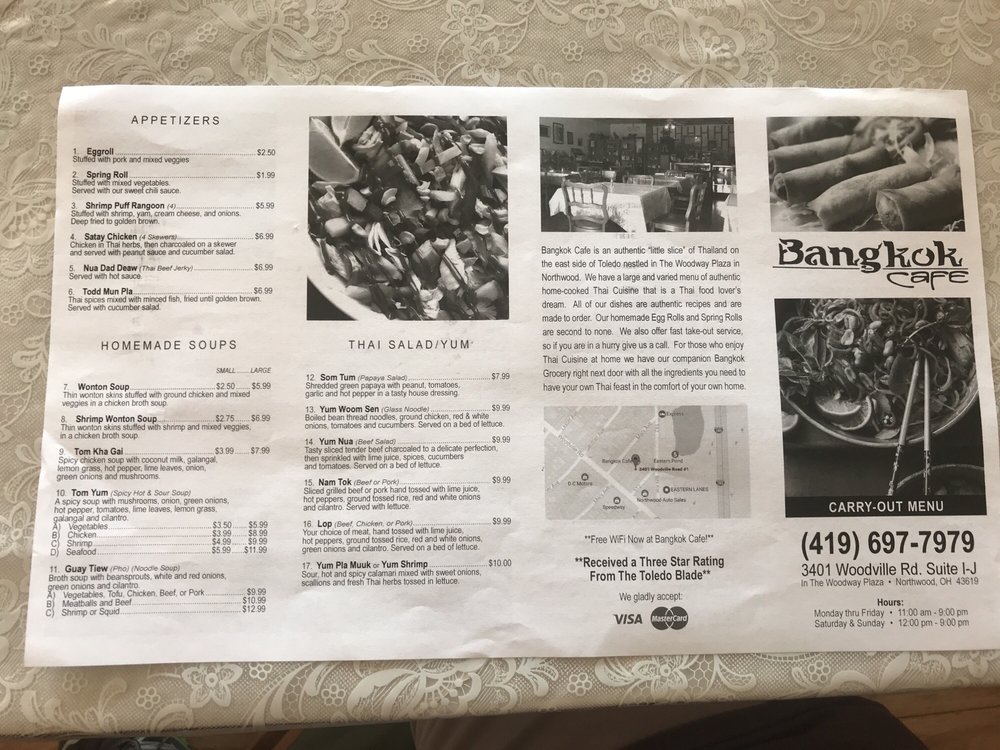 APPETIZERS
1. Eggroll $2.50
Stuffed with pork and mixed veggies
2. Spring Roll $1.99
Stuffed with mixed vegetables.
Served with our sweet chili sauce.
3. Shrimp Puff Rangoon (4) $5.99
Stuffed with shrimp, yam, cream cheese, and onions.
Deep fried to golden brown.
4. Satay Chicken (4 Skewers) $6.99
Chicken in Thai herbs, then charcoaled on a skewer
and served with peanut sauce and cucumber salad.
5. Nua Dad Deaw (Thai Beef Jerky) $6.99
Served with hot sauce.
6. Todd Mun Pla $6.99
Thai spices mixed with minced fish, fried until golden brown.
Served with cucumber salad.
HOMEMADE SOUPS
SMALL ........ LARGE
7. Wonton Soup $2.50 $5.99
Thin wonton skins stuffed with ground chicken and mixed
veggies in a chicken broth soup.
8. Shrimp Wonton Soup $2.75 $6.99
Thin wonton skins stuffed with shrimp and mixed veggies,
in a chicken broth soup.
9. Tom Kha Gai $3.99 $7.99
Spicy chicken soup with coconut milk, galangal,
lemon grass, hot pepper, lime leaves, onion,
green onions and mushrooms.
10. Tom Yum (Spicy Hot & Sour Soup)
A spicy soup with mushrooms, onion, green onions,
hot pepper, tomatoes, lime leaves, lemon grass,
galangal and cilantro.
A) Vegetables $3.50 $5.99
B) Chicken $3.99 $8.99
C) Shrimp $4.99 $9.99
D) Seafood $5.99 $11.99
11. Guay Tiew (Pho) (Noodle Soup)
Broth soup with beansprouts, white and red onions,
green onions and cilantro.
A) Vegetables, Tofu, Chicken, Beef, or Pork $9.99
B) Meatballs and Beef $10.99
C) Shrimp or Squid $12.99
THAI SALAD/YUM
12. Som Tum (Papaya Salad) $7.99
Shredded green papaya with peanut, tomatoes,
garlic and hot peppers in a tasty house dressing.
13. Yum Woom Sen (Glass Noodle) $9.99
Boiled bean thread noodles, ground chicken, red & white
onions, tomatoes and cucumbers. Served on a bed of lettuce.
14. Yum Nua (Beef Salad) $9.99
Tasty sliced tender beef charcoaled to a delicate perfection,
then sprinkled with lime juice, spices, cucumbers
and tomatoes. Served on a bed of lettuce.
15. Nam Tok (Beef or Pork) $9.99
Sliced grilled beef or pork hand tossed with lime juice,
hot peppers, ground tossed rice, red and white onions
and cilantro. Served with lettuce.
16. Lop (Beef, Chicken, or Pork) $9.99
Your choice of meat, hand tossed with lime juice,
hot peppers, ground tossed rice, red and white onions,
green onions and cilantro. Served on a bed of lettuce.
17. Yum Pla Muuk or Yum Shrimp $10.00
Sour, hot and spicy calamari mixed with sweet onions,
scallions and fresh Thai herbs tossed in lettuce.
Bangkok Cafe is an authentic "little slice" of Thailand on
the east side of Toledo nestled in The Woodway Plaza in
Northwood. We have a large and varied menu of authentic
home-cooked Thai Cuisine that is a Thai food lover's
dream. All of our dishes are authentic recipes and are
made to order. Our homemade Egg Rolls and Spring Rolls
are second to none. We also offer fast take-out service,
so if you are in a hurry give us a call. For those who enjoy
Thai Cuisine at home we have our companion Bangkok
Grocery right next door with all the ingredients you need to
have your own Thai feast in the comfort of your own home.
Express
Bangkok Cafe
Eastern Pond
3401 Woodville Road #1
D-C Motors
EASTERN LANES
Northwood Auto Sales
Speedway
**Free WiFi Now at Bangkok Cafe!**
**Received a Three Star Rating
From The Toledo Blade**
We gladly accept:
VISA MasterCard
Bangkok
CAFE
CARRY-OUT MENU
(419) 697-7979
3401 Woodville Rd. Suite I-J
In The Woodway Plaza • Northwood, OH 43619
Hours:
Monday thru Friday • 11:00 am - 9:00 pm
Saturday & Sunday • 12:00 pm - 9:00 pm